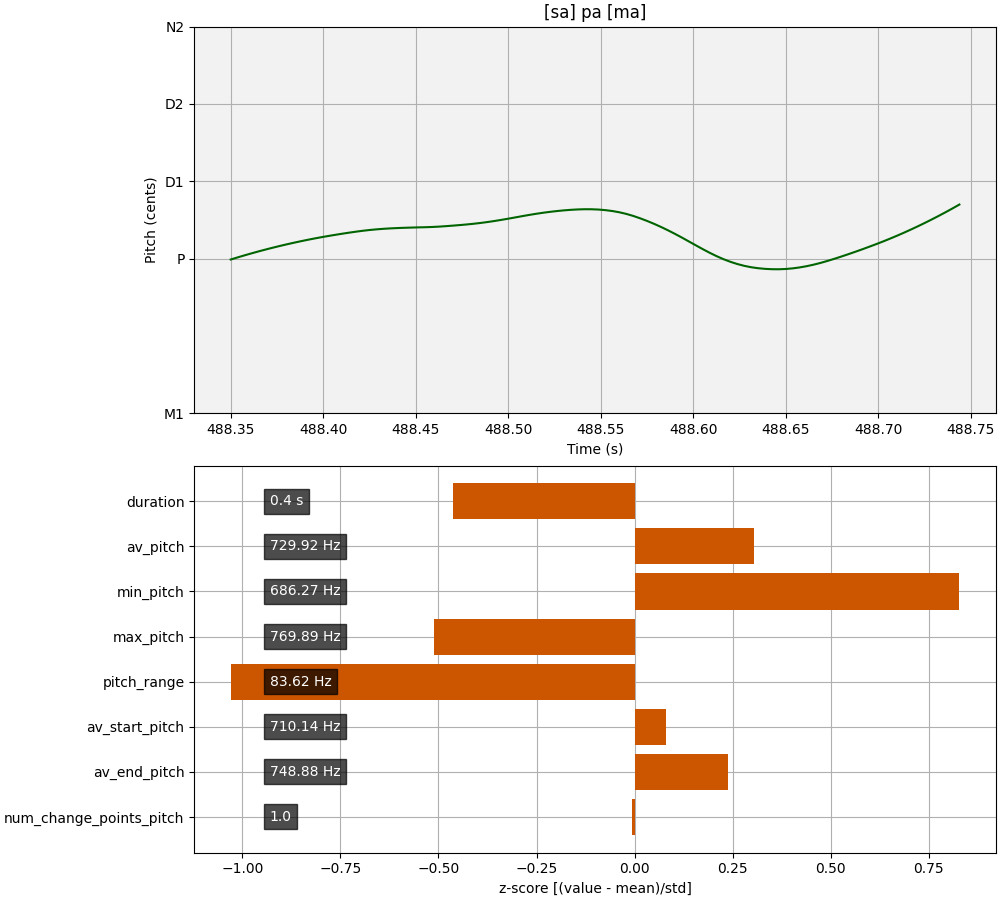 [sa] pa [ma]
N2
D2
D1
P
M1
Pitch (cents)
488.35 488.40 488.45 488.50 488.55 488.60 488.65 488.70 488.75
Time (s)
duration 0.4 s
av_pitch 729.92 Hz
min_pitch 686.27 Hz
max_pitch 769.89 Hz
pitch_range 83.62 Hz
av_start_pitch 710.14 Hz
av_end_pitch 748.88 Hz
num_change_points_pitch 1.0
−1.00 −0.75 −0.50 −0.25 0.00 0.25 0.50 0.75
z-score [(value - mean)/std]